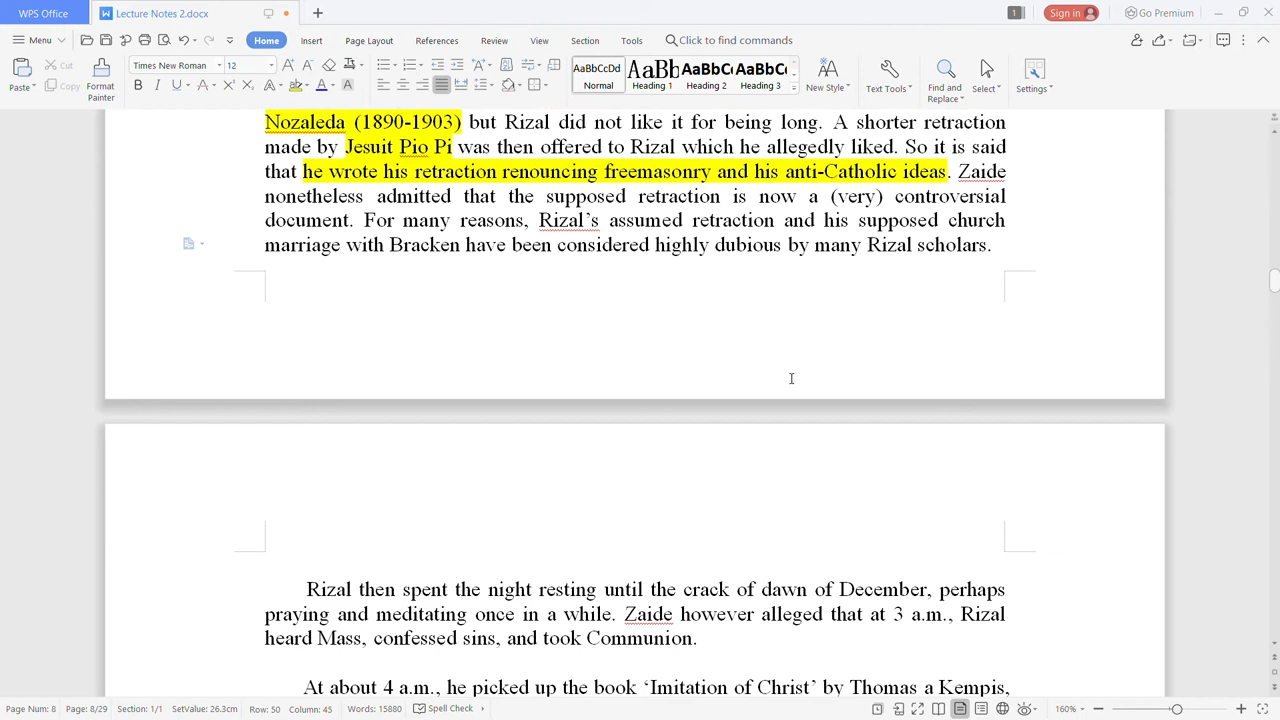 WPS Office
Lecture Notes 2.docx
1
Sign in
Go Premium
Menu
Home
Insert
Page Layout
References
Review
View
Section
Tools
Click to find commands
Paste
Cut
Copy
Format Painter
Times New Roman
12
AaBbCcDd
Normal
AaBb
Heading 1
AaBbC
Heading 2
AaBbC
Heading 3
New Style
Text Tools
Find and Replace
Select
Settings
Nozaleda (1890-1903) but Rizal did not like it for being long. A shorter retraction
made by Jesuit Pio Pi was then offered to Rizal which he allegedly liked. So it is said
that he wrote his retraction renouncing freemasonry and his anti-Catholic ideas. Zaide
nonetheless admitted that the supposed retraction is now a (very) controversial
document. For many reasons, Rizal’s assumed retraction and his supposed church
marriage with Bracken have been considered highly dubious by many Rizal scholars.
Rizal then spent the night resting until the crack of dawn of December, perhaps
praying and meditating once in a while. Zaide however alleged that at 3 a.m., Rizal
heard Mass, confessed sins, and took Communion.
At about 4 a.m., he picked up the book ‘Imitation of Christ’ by Thomas a Kempis,
Page Num: 8
Page: 8/29
Section: 1/1
SetValue: 26.3cm
Row: 50
Column: 45
Words: 15880
Spell Check
160%